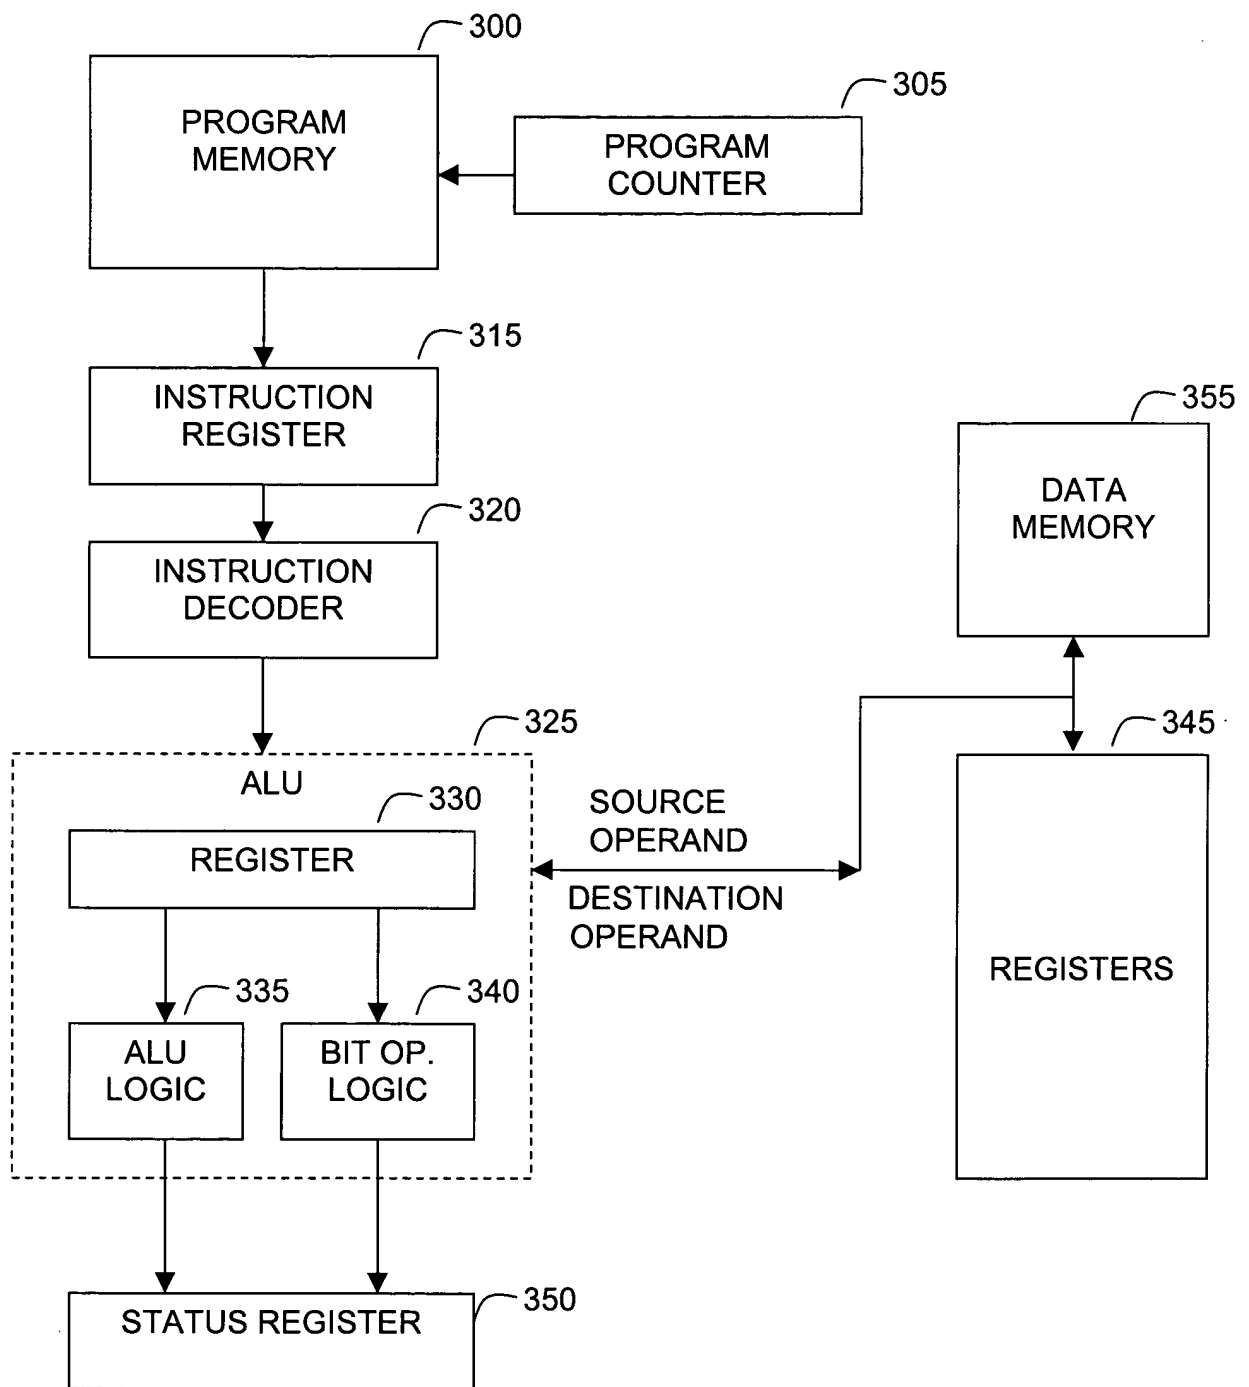 300
PROGRAM
MEMORY
305
PROGRAM
COUNTER
315
INSTRUCTION
REGISTER
320
INSTRUCTION
DECODER
355
DATA
MEMORY
325
ALU
330
REGISTER
335
ALU
LOGIC
340
BIT OP.
LOGIC
SOURCE
OPERAND
DESTINATION
OPERAND
345
REGISTERS
350
STATUS REGISTER